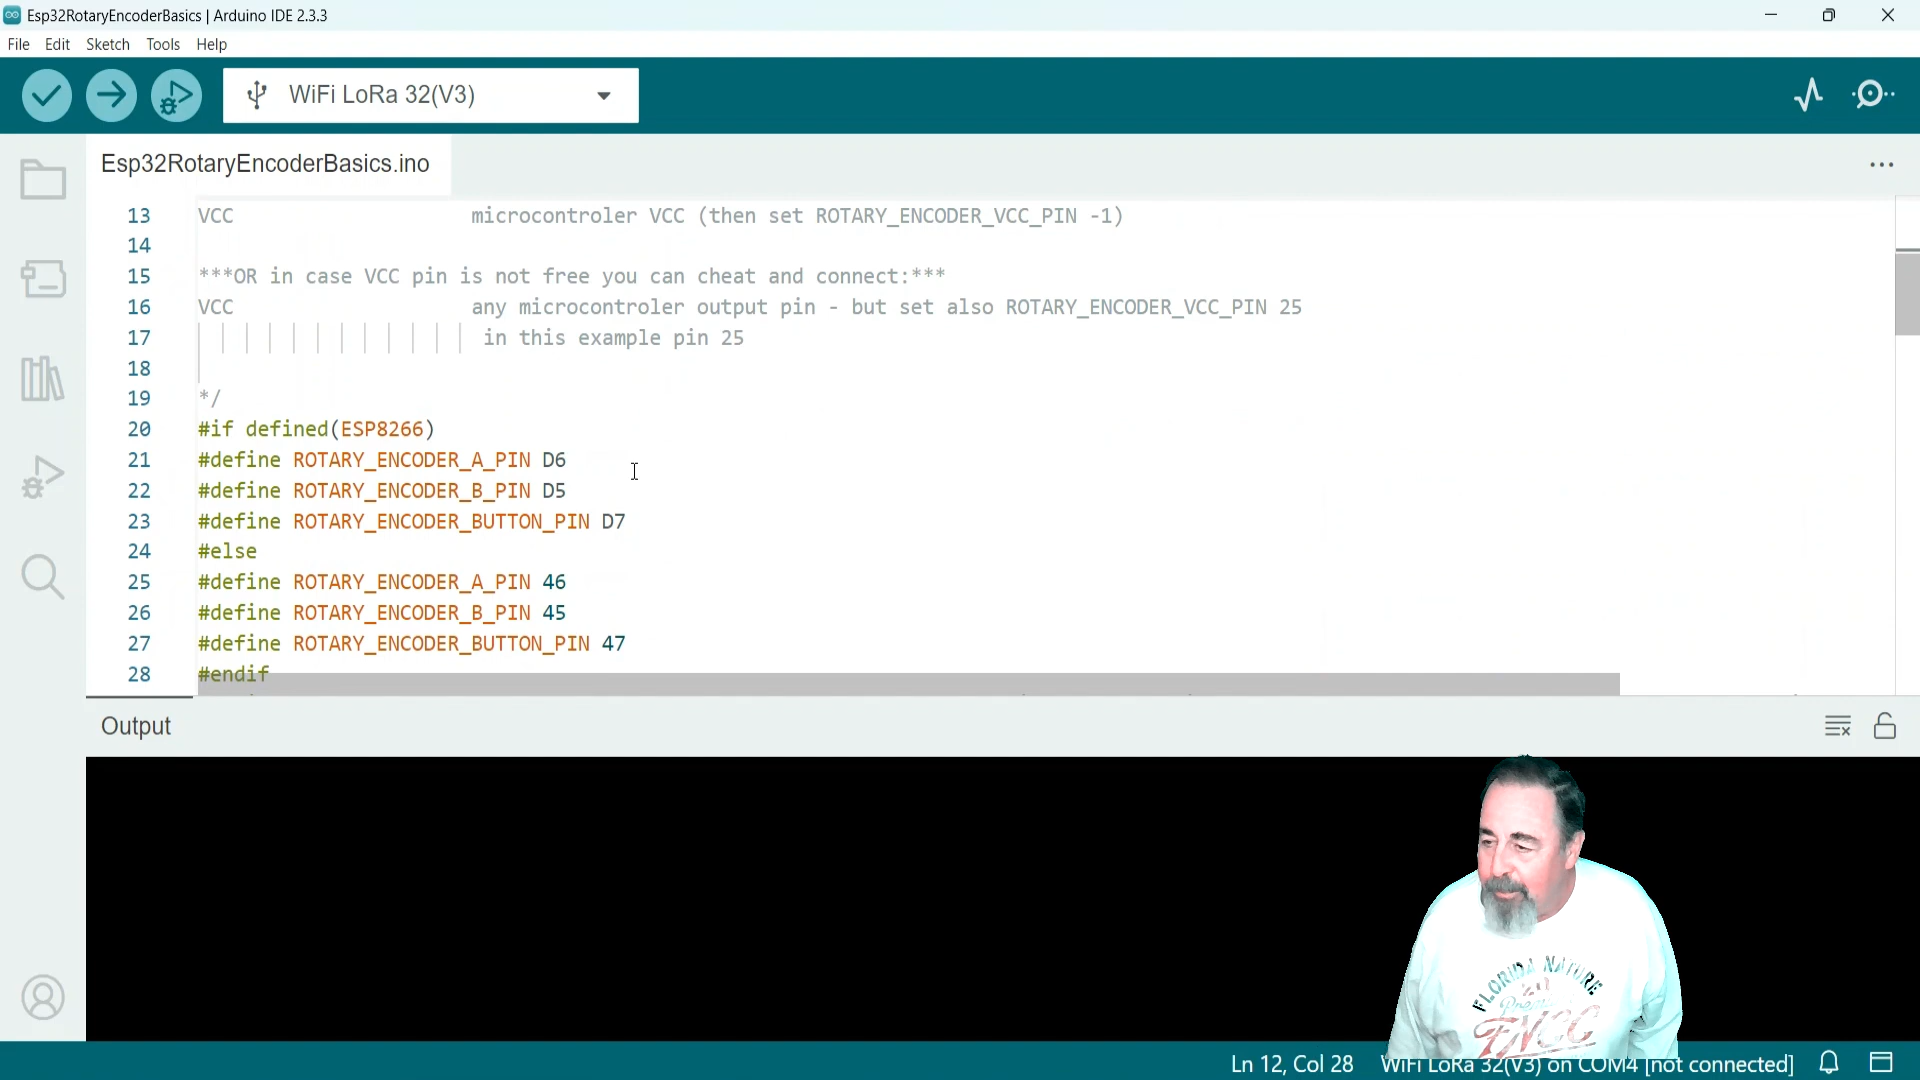 Esp32RotaryEncoderBasics | Arduino IDE 2.3.3
File Edit Sketch Tools Help
WiFi LoRa 32(V3)
Esp32RotaryEncoderBasics.ino
13 VCC microcontroler VCC (then set ROTARY_ENCODER_VCC_PIN -1)
14
15 ***OR in case VCC pin is not free you can cheat and connect:***
16 VCC any microcontroler output pin - but set also ROTARY_ENCODER_VCC_PIN 25
17 in this example pin 25
18
19 */
20 #if defined(ESP8266)
21 #define ROTARY_ENCODER_A_PIN D6
22 #define ROTARY_ENCODER_B_PIN D5
23 #define ROTARY_ENCODER_BUTTON_PIN D7
24 #else
25 #define ROTARY_ENCODER_A_PIN 46
26 #define ROTARY_ENCODER_B_PIN 45
27 #define ROTARY_ENCODER_BUTTON_PIN 47
28 #endif
Output
FLORIDA NATURE
FNCC
Ln 12, Col 28 WiFi LoRa 32(V3) on COM4 [not connected]